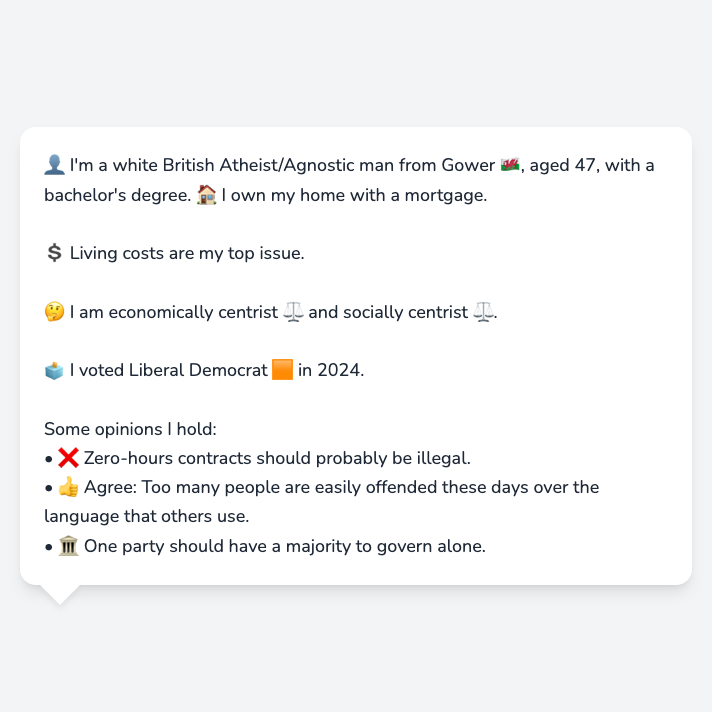 👤 I'm a white British Atheist/Agnostic man from Gower 🏴󠁧󠁢󠁷󠁬󠁳󠁿, aged 47, with a
bachelor's degree. 🏠 I own my home with a mortgage.
💲 Living costs are my top issue.
🤔 I am economically centrist ⚖️ and socially centrist ⚖️.
🗳️ I voted Liberal Democrat 🟧 in 2024.
Some opinions I hold:
• ❌ Zero-hours contracts should probably be illegal.
• 👍 Agree: Too many people are easily offended these days over the
language that others use.
• 🏛️ One party should have a majority to govern alone.